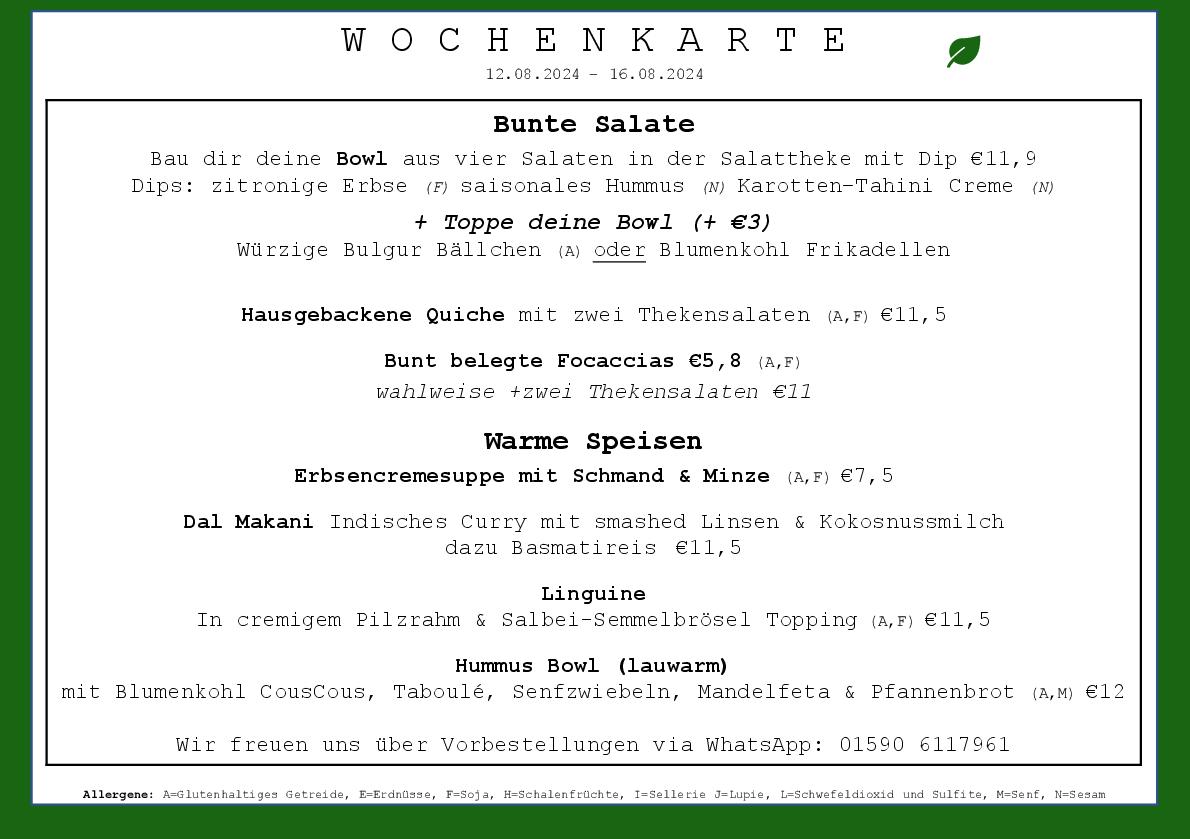 WOCHENKARTE
12.08.2024 – 16.08.2024
Bunte Salate
Bau dir deine Bowl aus vier Salaten in der Salattheke mit Dip €11,9
Dips: zitronige Erbse (F) saisonales Hummus (N) Karotten-Tahini Creme (N)
+ Toppe deine Bowl (+ €3)
Würzige Bulgur Bällchen (A) oder Blumenkohl Frikadellen
Hausgebackene Quiche mit zwei Thekensalaten (A,F) €11,5
Bunt belegte Focaccias €5,8 (A,F)
wahlweise +zwei Thekensalaten €11
Warme Speisen
Erbsencremesuppe mit Schmand & Minze (A,F) €7,5
Dal Makani Indisches Curry mit smashed Linsen & Kokosnussmilch
dazu Basmatireis €11,5
Linguine
In cremigem Pilzrahm & Salbei-Semmelbrösel Topping (A,F) €11,5
Hummus Bowl (lauwarm)
mit Blumenkohl CousCous, Taboulé, Senfzwiebeln, Mandelfeta & Pfannenbrot (A,M) €12
Wir freuen uns über Vorbestellungen via WhatsApp: 01590 6117961
Allergene: A=Glutenhaltiges Getreide, E=Erdnüsse, F=Soja, H=Schalenfrüchte, I=Sellerie J=Lupie, L=Schwefeldioxid und Sulfite, M=Senf, N=Sesam